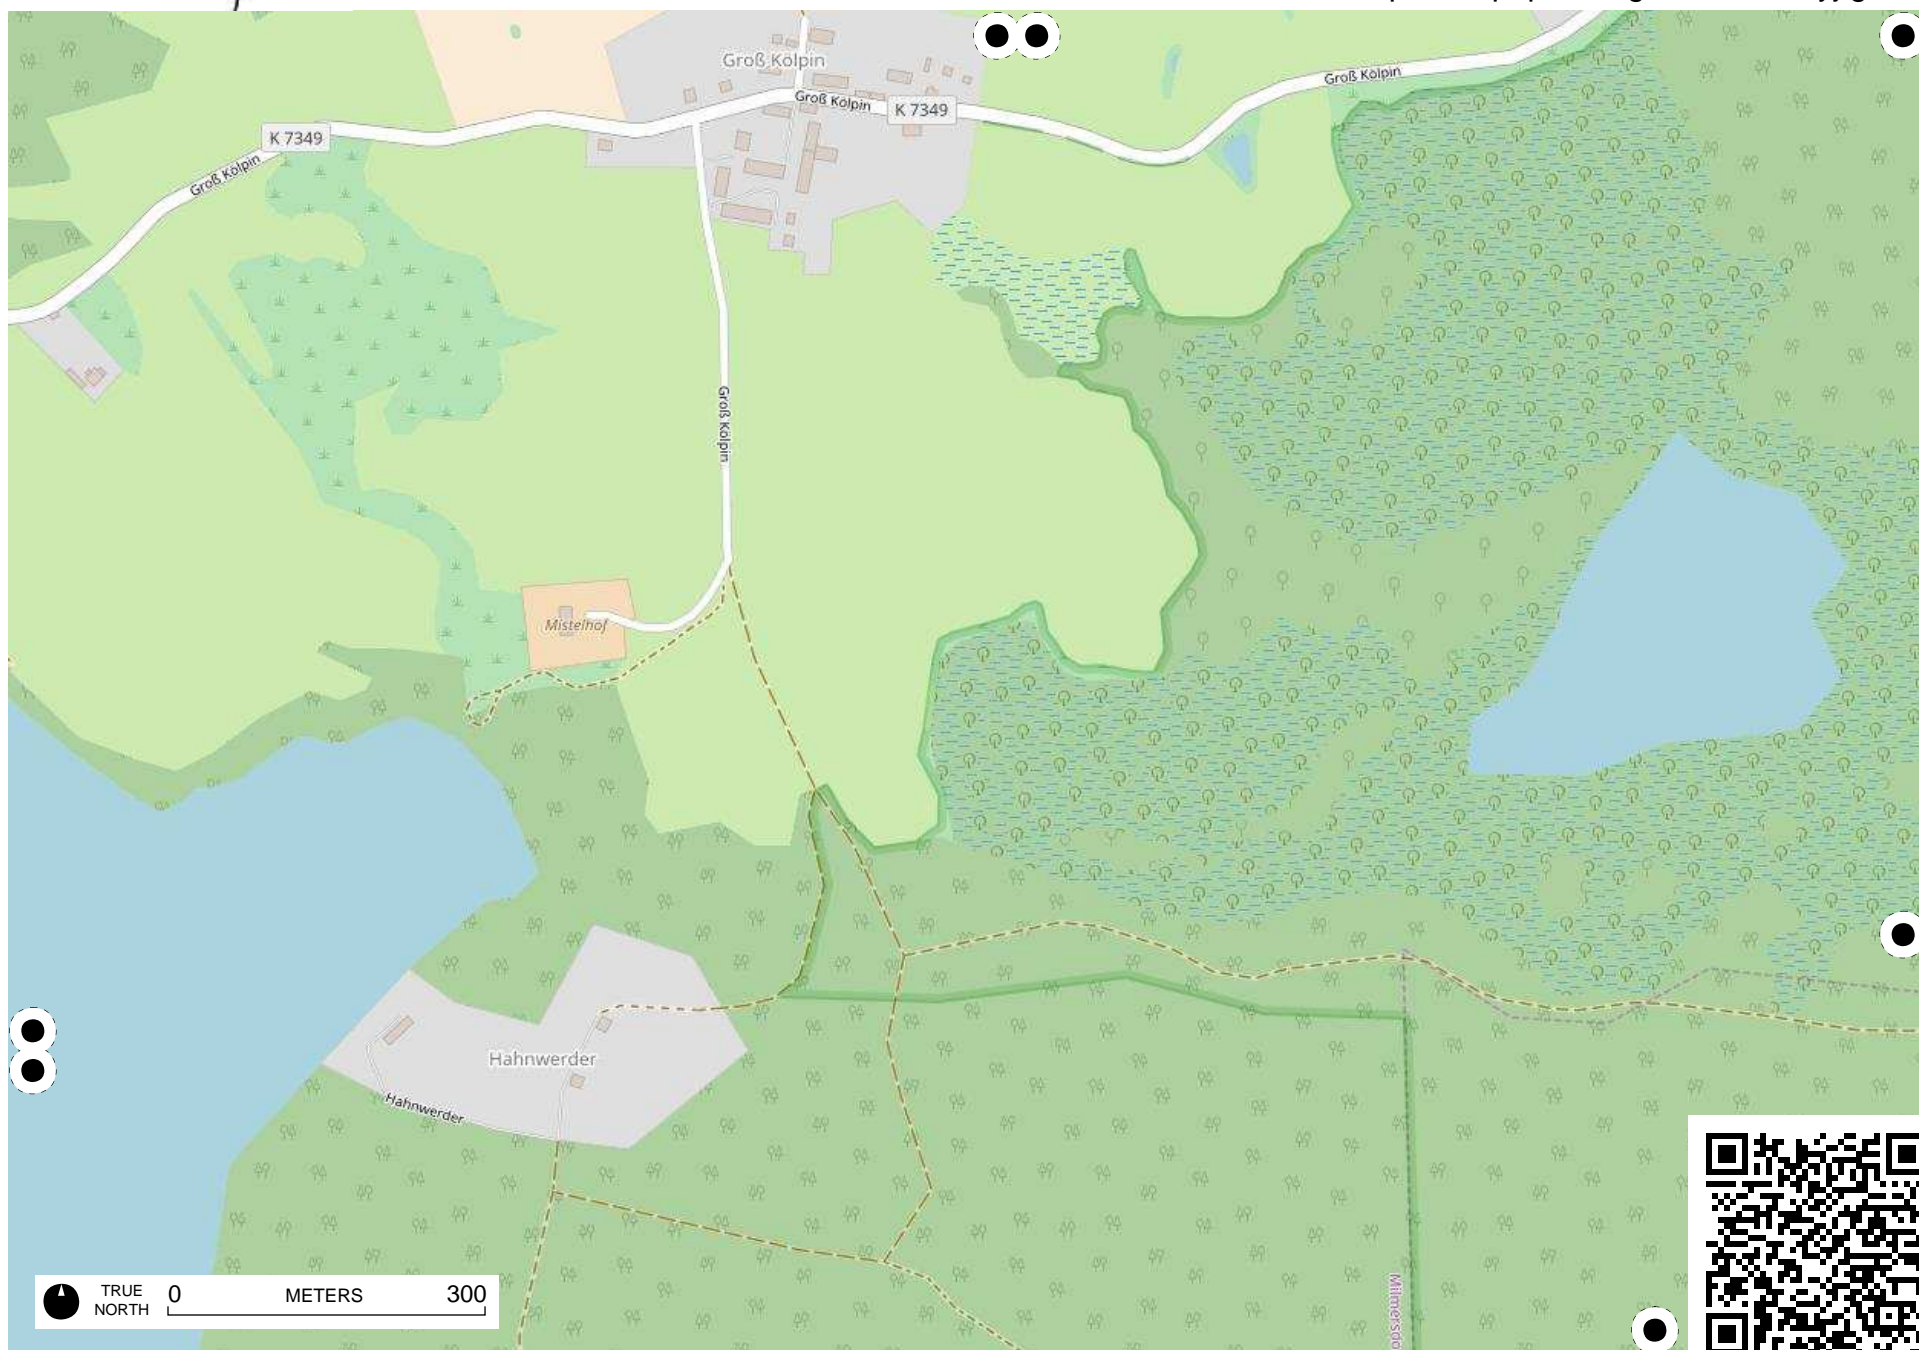 Groß Kölpin
Groß Kölpin
Groß Kölpin
K 7349
K 7349
Groß Kölpin
Groß Kölpin
Mistelhof
Hahnwerder
Hahnwerder
Milmersdo
TRUE
NORTH
0
METERS
300